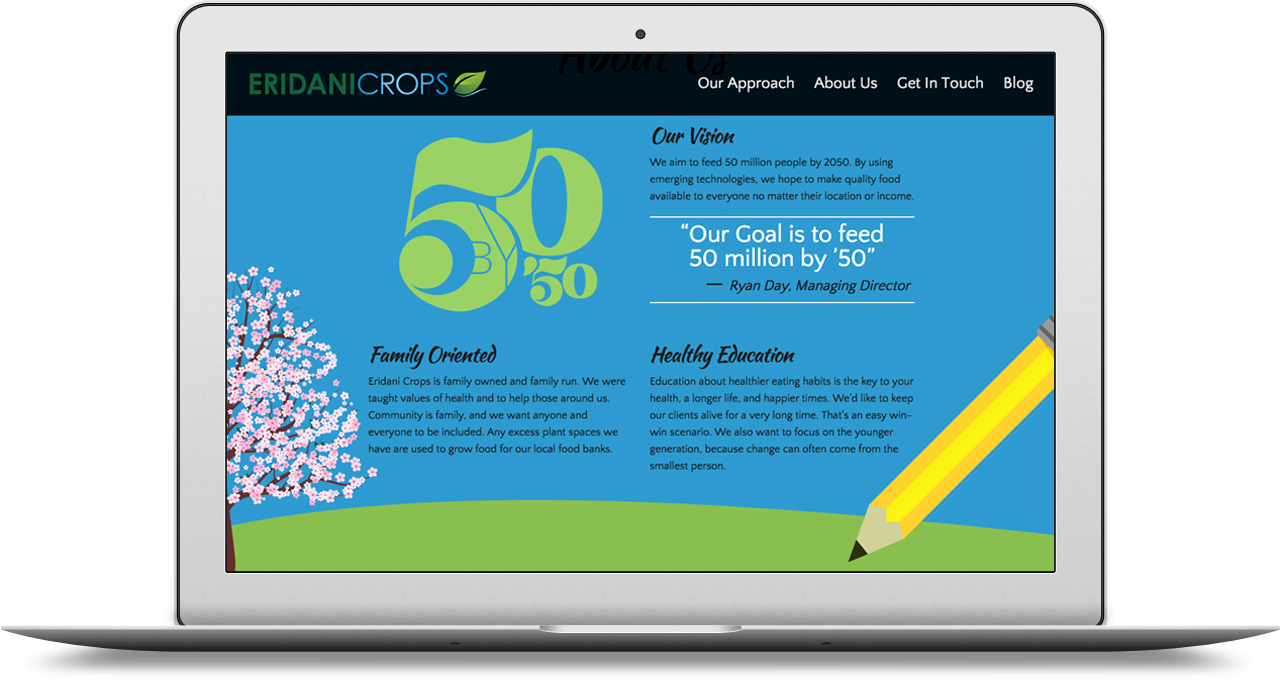 About Us
ERIDANICROPS
Our Approach About Us Get In Touch Blog
50 BY '50
Our Vision
We aim to feed 50 million people by 2050. By using
emerging technologies, we hope to make quality food
available to everyone no matter their location or income.
“Our Goal is to feed
50 million by ’50”
— Ryan Day, Managing Director
Family Oriented
Eridani Crops is family owned and family run. We were
taught values of health and to help those around us.
Community is family, and we want anyone and
everyone to be included. Any excess plant spaces we
have are used to grow food for our local food banks.
Healthy Education
Education about healthier eating habits is the key to your
health, a longer life, and happier times. We’d like to keep
our clients alive for a very long time. That’s an easy win-
win scenario. We also want to focus on the younger
generation, because change can often come from the
smallest person.